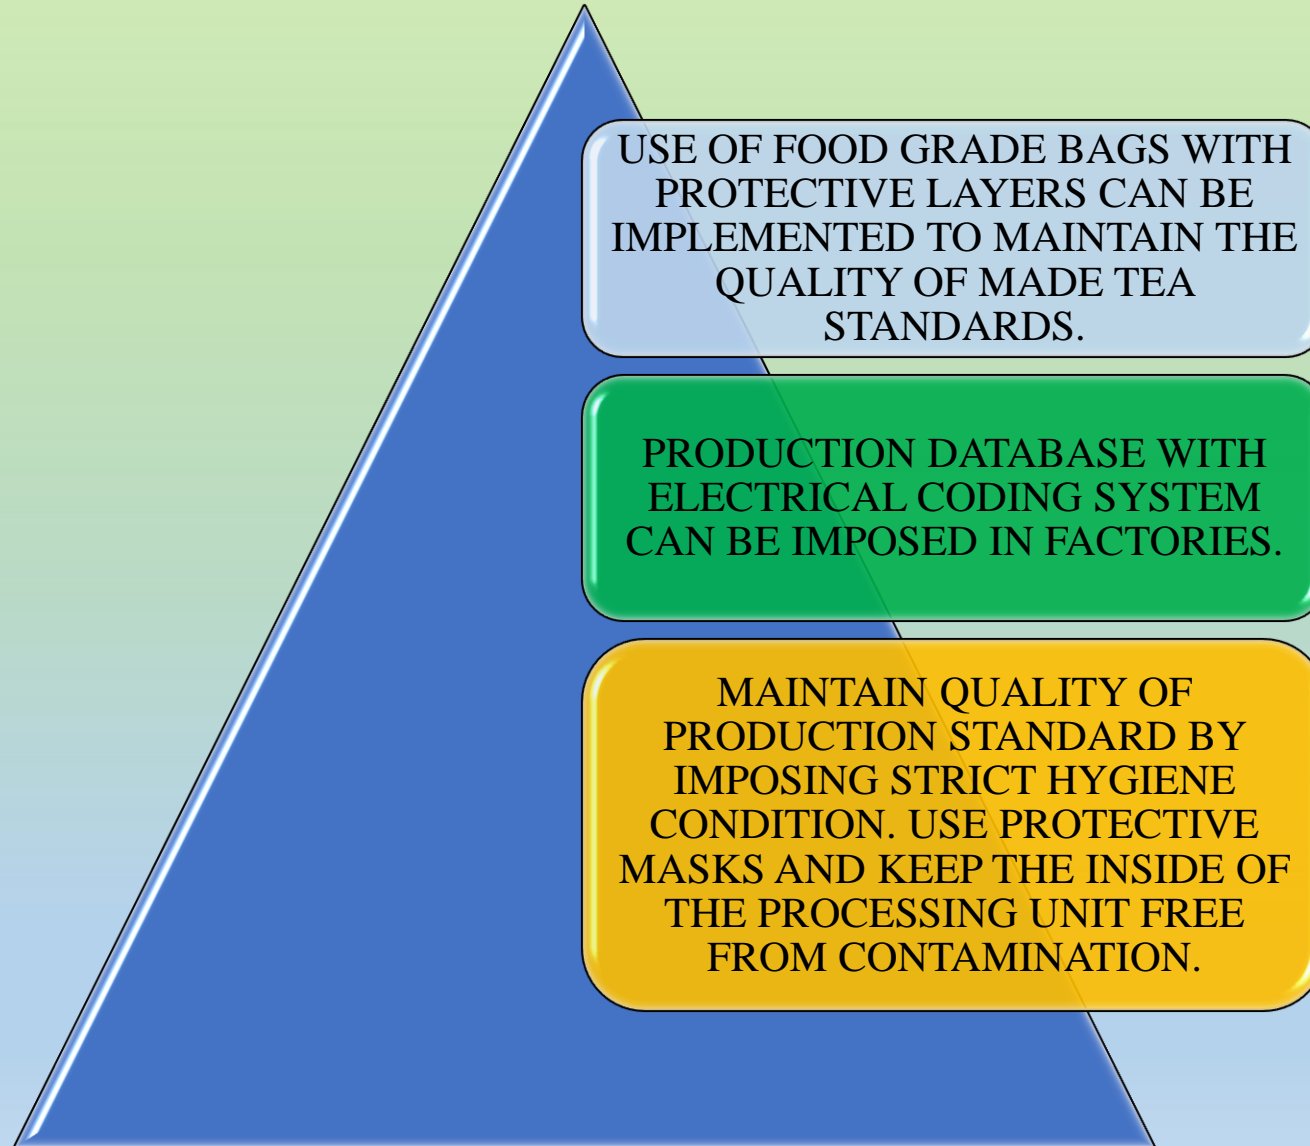 USE OF FOOD GRADE BAGS WITH
PROTECTIVE LAYERS CAN BE
IMPLEMENTED TO MAINTAIN THE
QUALITY OF MADE TEA
STANDARDS.
PRODUCTION DATABASE WITH
ELECTRICAL CODING SYSTEM
CAN BE IMPOSED IN FACTORIES.
MAINTAIN QUALITY OF
PRODUCTION STANDARD BY
IMPOSING STRICT HYGIENE
CONDITION. USE PROTECTIVE
MASKS AND KEEP THE INSIDE OF
THE PROCESSING UNIT FREE
FROM CONTAMINATION.